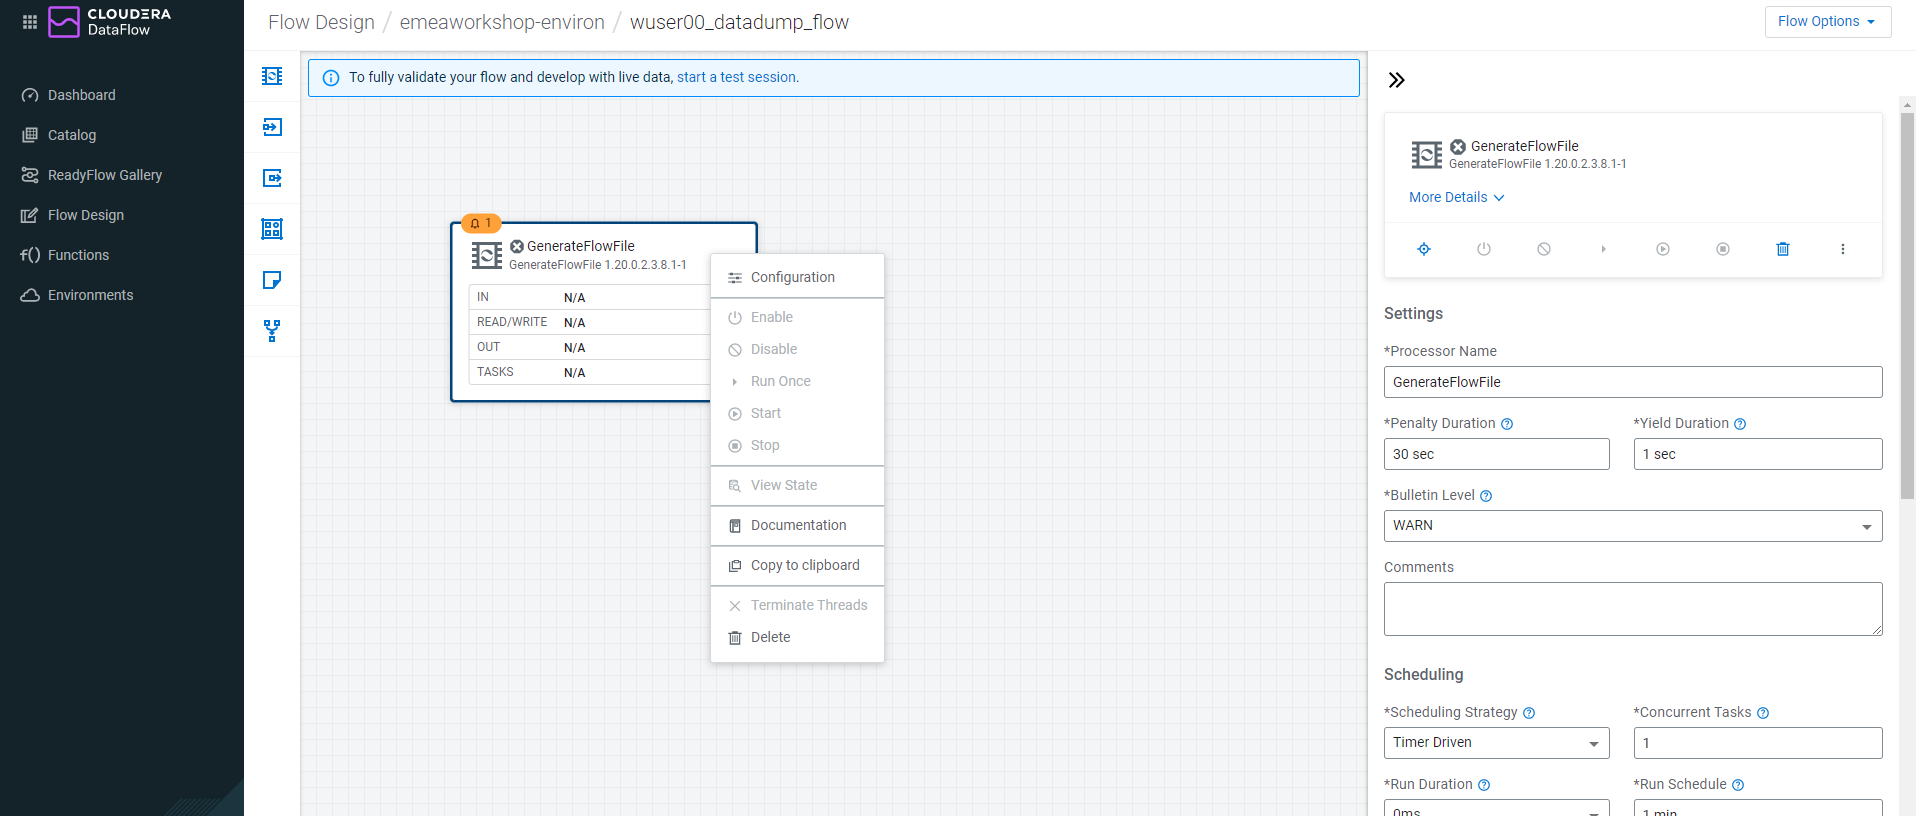 CLOUDERA
DataFlow
Dashboard
Catalog
ReadyFlow Gallery
Flow Design
Functions
Environments
Flow Design / emeaworkshop-environ / wuser00_datadump_flow
Flow Options
To fully validate your flow and develop with live data, start a test session.
1
GenerateFlowFile
GenerateFlowFile 1.20.0.2.3.8.1-1
IN N/A
READ/WRITE N/A
OUT N/A
TASKS N/A
Configuration
Enable
Disable
Run Once
Start
Stop
View State
Documentation
Copy to clipboard
Terminate Threads
Delete
GenerateFlowFile
GenerateFlowFile 1.20.0.2.3.8.1-1
More Details
Settings
*Processor Name
GenerateFlowFile
*Penalty Duration *Yield Duration
30 sec 1 sec
*Bulletin Level
WARN
Comments
Scheduling
*Scheduling Strategy *Concurrent Tasks
Timer Driven 1
*Run Duration *Run Schedule
0ms 1 min